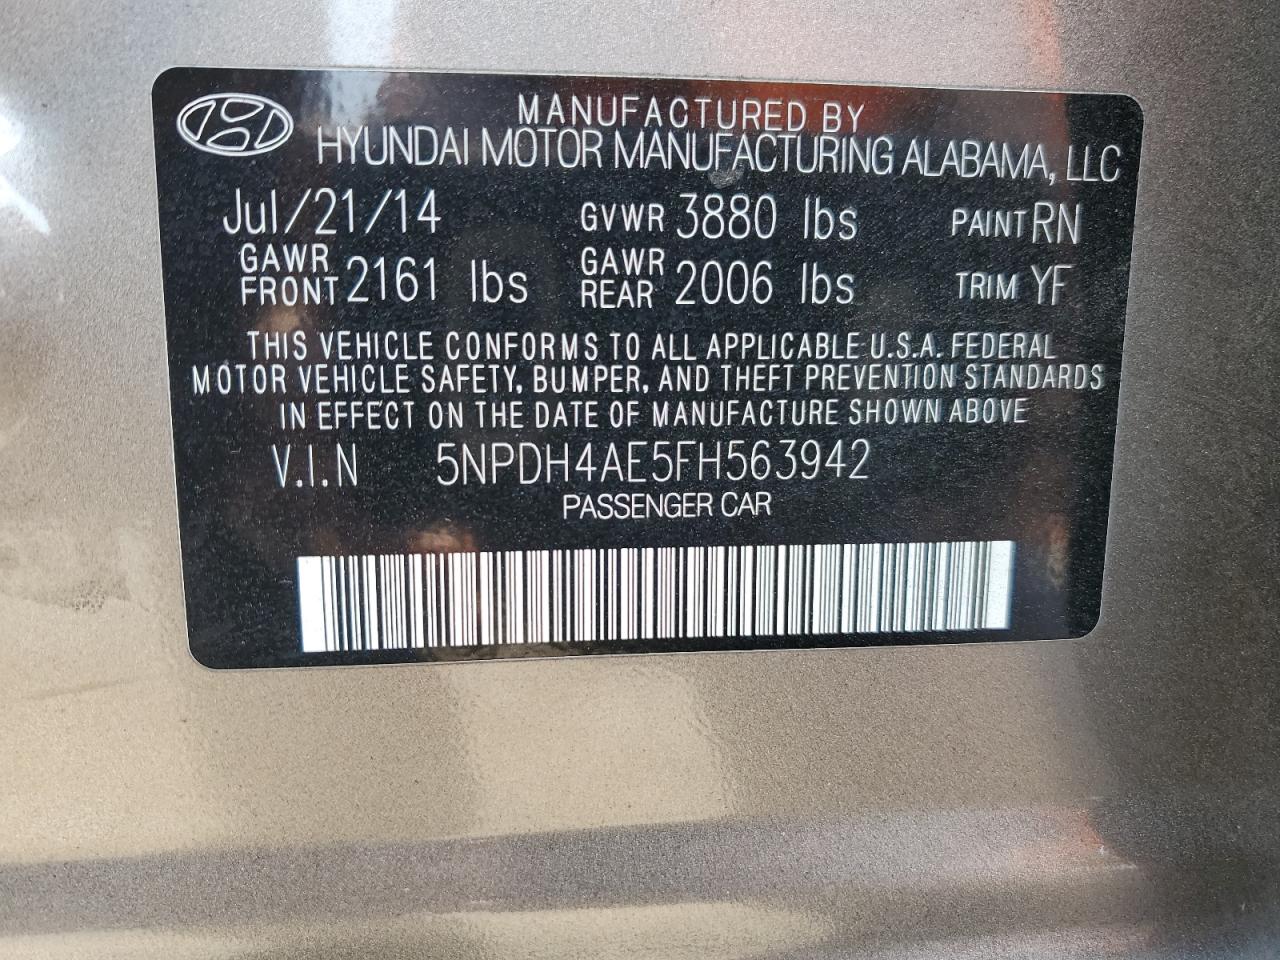 MANUFACTURED BY
HYUNDAI MOTOR MANUFACTURING ALABAMA, LLC
Jul/21/14 GVWR 3880 lbs PAINT RN
GAWR FRONT 2161 lbs GAWR REAR 2006 lbs TRIM YF
THIS VEHICLE CONFORMS TO ALL APPLICABLE U.S.A. FEDERAL
MOTOR VEHICLE SAFETY, BUMPER, AND THEFT PREVENTION STANDARDS
IN EFFECT ON THE DATE OF MANUFACTURE SHOWN ABOVE
V.I.N 5NPDH4AE5FH563942
PASSENGER CAR